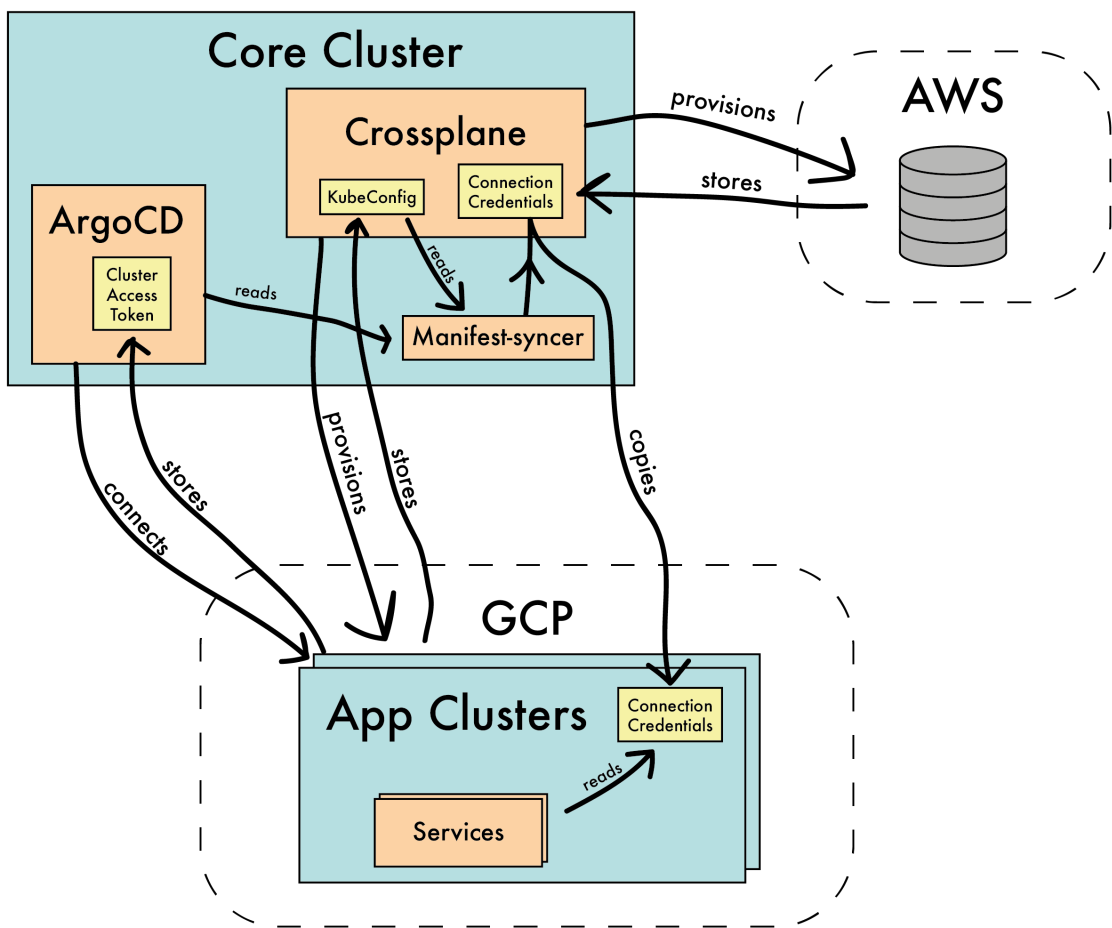 Core Cluster
Crossplane
KubeConfig
Connection
Credentials
ArgoCD
Cluster
Access
Token
reads
reads
Manifest-syncer
provisions
stores
AWS
connects
stores
provisions
stores
copies
GCP
App Clusters
Connection
Credentials
reads
Services